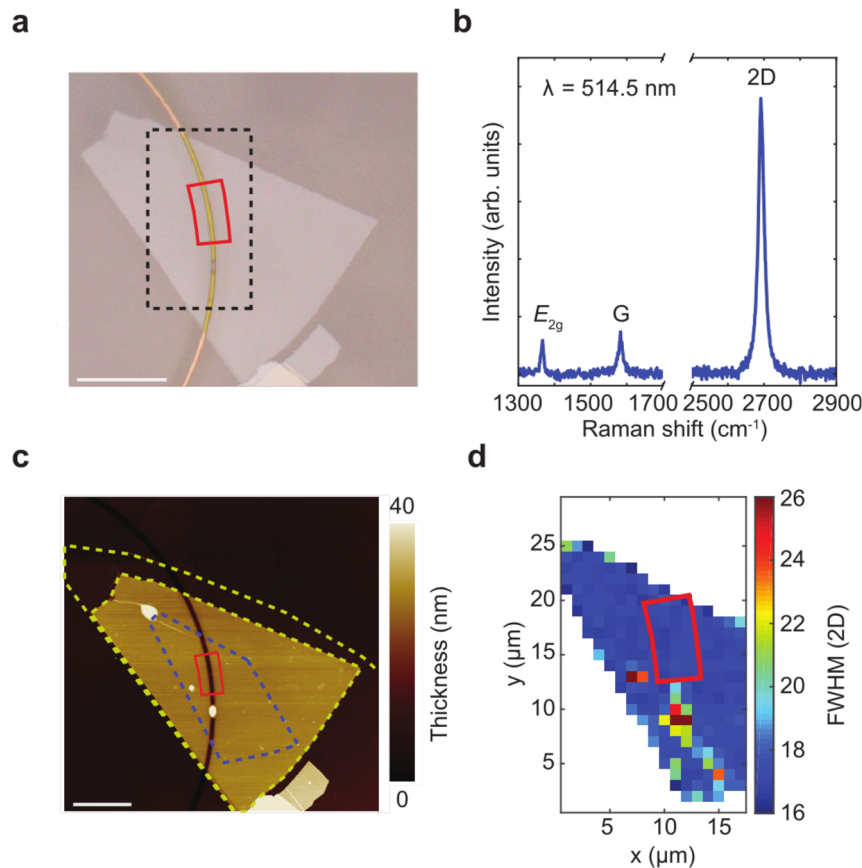 a
b
λ = 514.5 nm
2D
E2g
G
Intensity (arb. units)
1300 1500 1700 2500 2700 2900
Raman shift (cm-1)
c
40
Thickness (nm)
0
d
25
20
15
10
5
y (μm)
5 10 15
x (μm)
26
24
22
20
18
16
FWHM (2D)